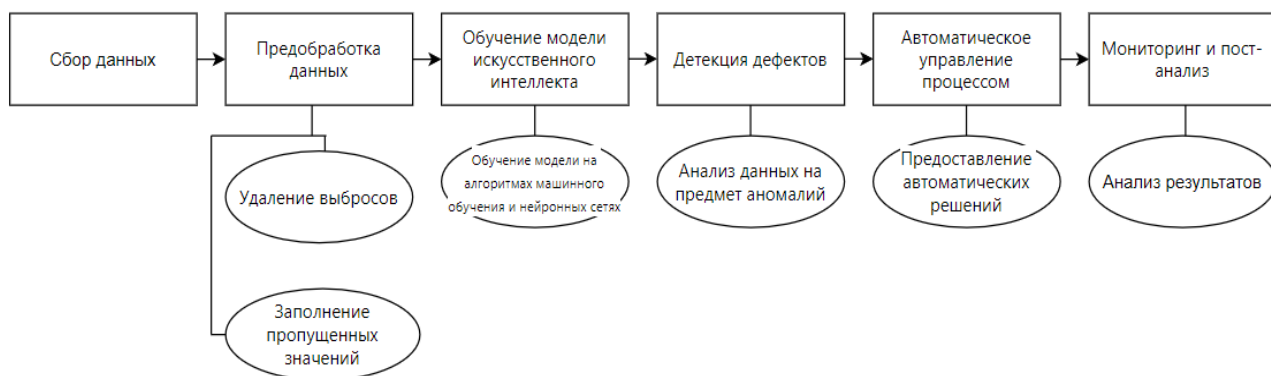 Сбор данных
Предобработка
данных
Обучение модели
искусственного
интеллекта
Детекция дефектов
Автоматическое
управление
процессом
Мониторинг и пост-
анализ
Удаление выбросов
Заполнение
пропущенных
значений
Обучение модели на
алгоритмах машинного
обучения и нейронных сетях
Анализ данных на
предмет аномалий
Предоставление
автоматических
решений
Анализ результатов